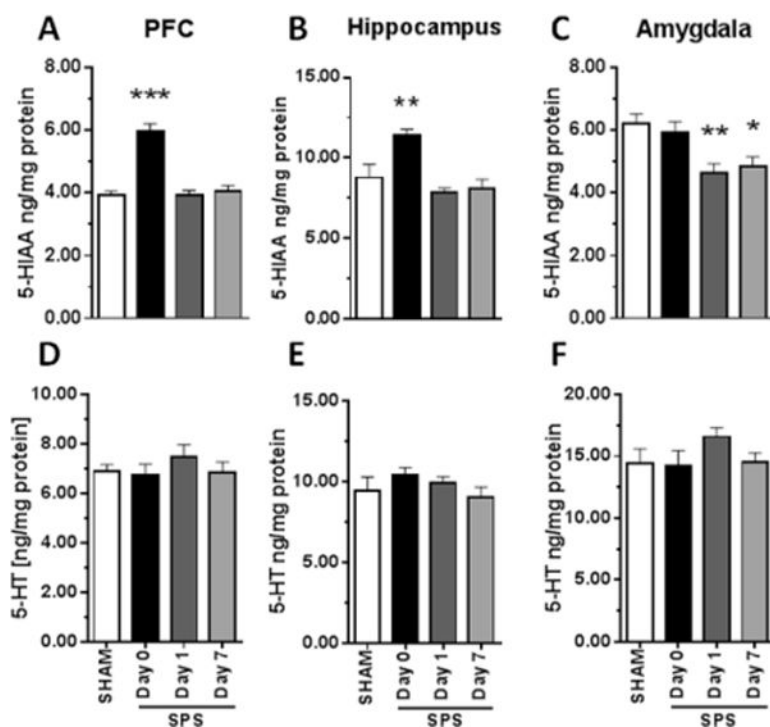 A PFC
8.00
6.00
4.00
2.00
0.00
5-HIAA ng/mg protein
***
B Hippocampus
15.00
10.00
5.00
0.00
5-HIAA ng/mg protein
**
C Amygdala
8.00
6.00
4.00
2.00
0.00
5-HIAA ng/mg protein
** *
D
10.00
8.00
6.00
4.00
2.00
0.00
5-HT [ng/mg protein]
SHAM
Day 0
Day 1
Day 7
SPS
E
15.00
10.00
5.00
0.00
5-HT ng/mg protein
SHAM
Day 0
Day 1
Day 7
SPS
F
20.00
15.00
10.00
5.00
0.00
5-HT ng/mg protein
SHAM
Day 0
Day 1
Day 7
SPS